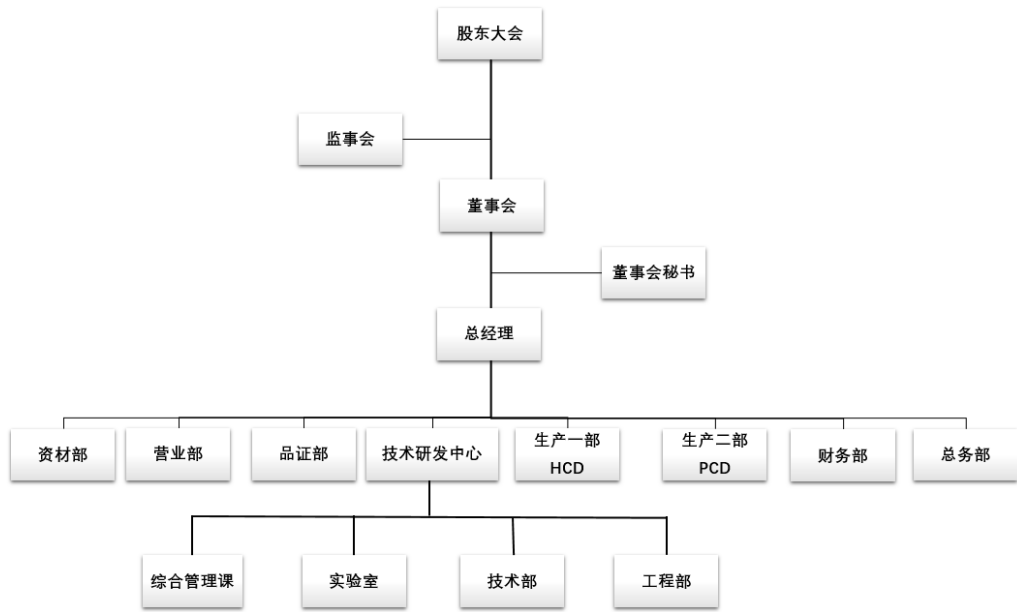 股东大会
监事会
董事会
董事会秘书
总经理
资材部
营业部
品证部
技术研发中心
生产一部
HCD
生产二部
PCD
财务部
总务部
综合管理课
实验室
技术部
工程部